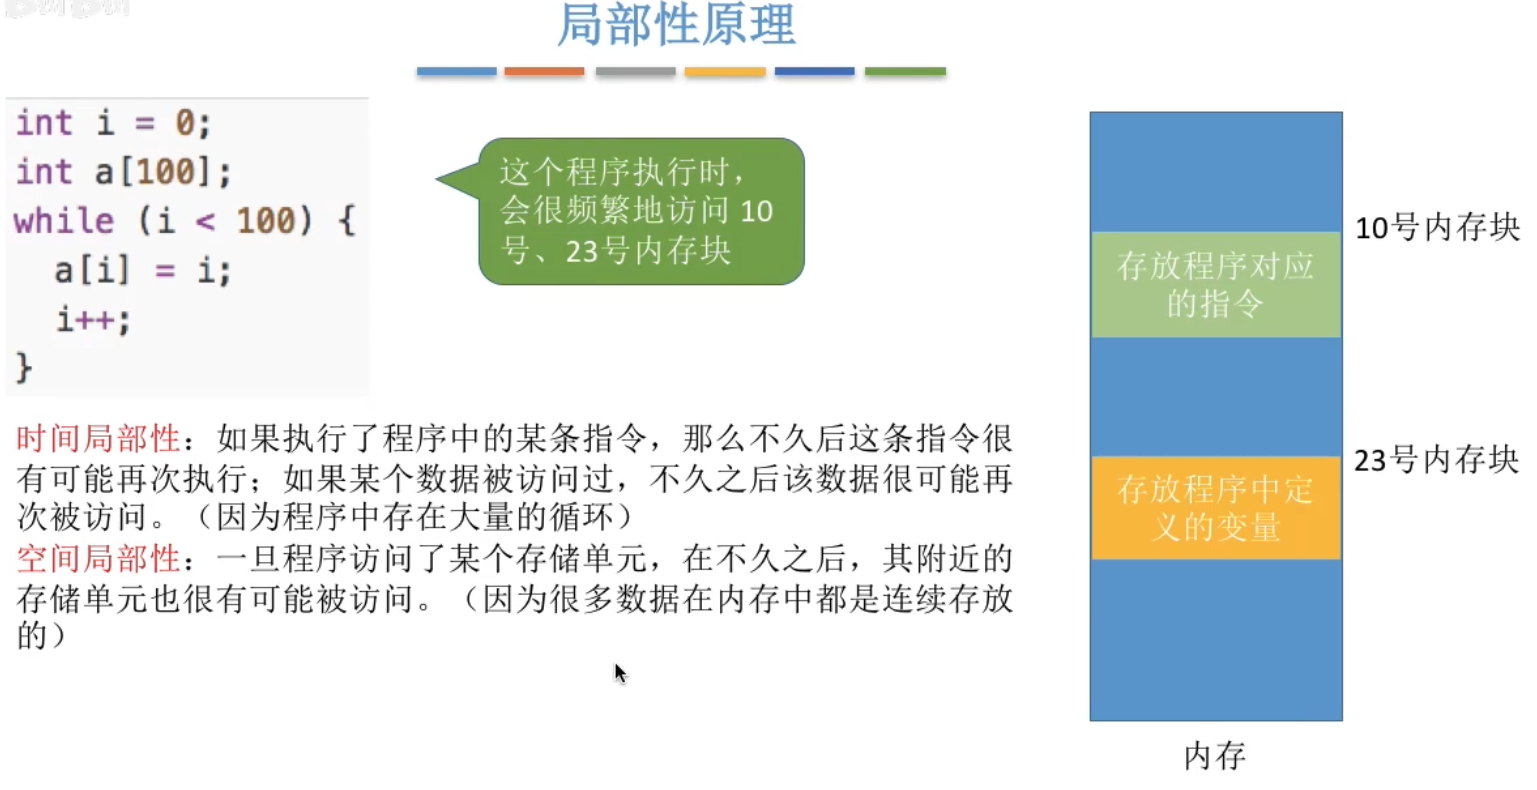 局部性原理
int i = 0;
int a[100];
while (i < 100) {
a[i] = i;
i++;
}
这个程序执行时，
会很频繁地访问 10
号、23号内存块
时间局部性：如果执行了程序中的某条指令，那么不久后这条指令很
有可能再次执行；如果某个数据被访问过，不久之后该数据很可能再
次被访问。（因为程序中存在大量的循环）
空间局部性：一旦程序访问了某个存储单元，在不久之后，其附近的
存储单元也很有可能被访问。（因为很多数据在内存中都是连续存放
的）
10号内存块
存放程序对应
的指令
23号内存块
存放程序中定
义的变量
内存